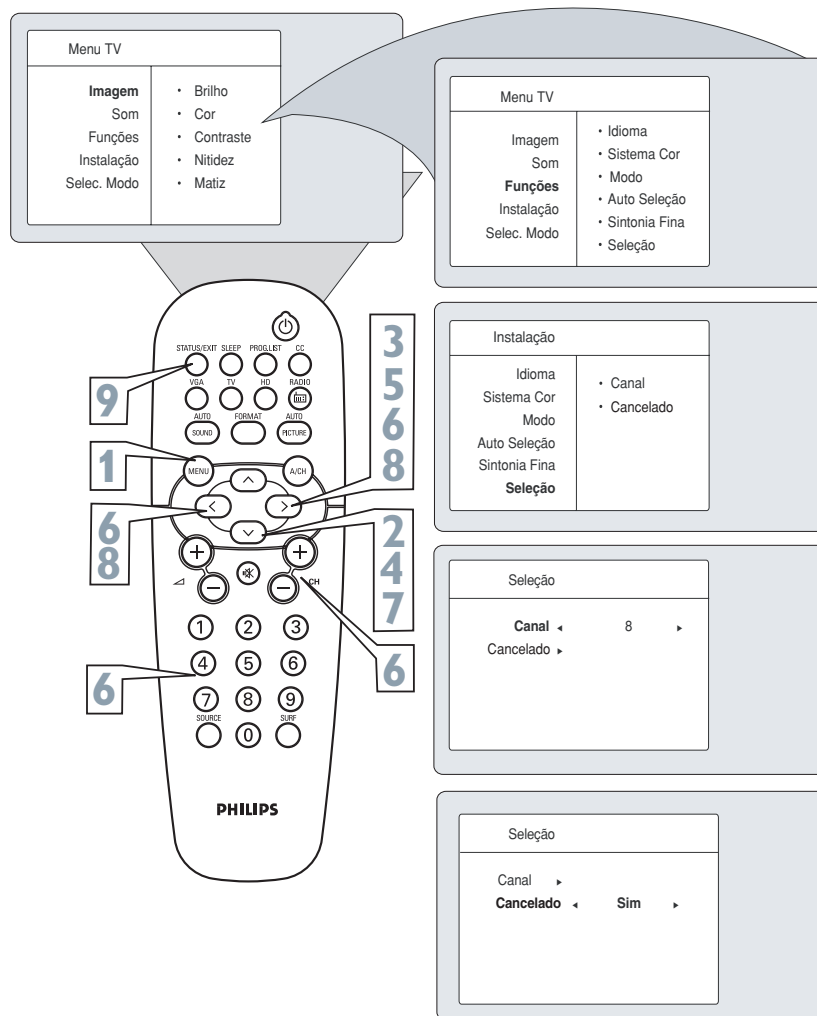 Menu TV
Imagem
Som
Funções
Instalação
Selec. Modo
• Brilho
• Cor
• Contraste
• Nitidez
• Matiz
Menu TV
Imagem
Som
Funções
Instalação
Selec. Modo
• Idioma
• Sistema Cor
• Modo
• Auto Seleção
• Sintonia Fina
• Seleção
Instalação
Idioma
Sistema Cor
Modo
Auto Seleção
Sintonia Fina
Seleção
• Canal
• Cancelado
Seleção
Canal ◂ 8 ▸
Cancelado ▸
Seleção
Canal ▸
Cancelado ◂ Sim ▸
STATUS/EXIT SLEEP PROG.LIST CC
VGA TV HD RADIO
AUTO FORMAT AUTO
SOUND PICTURE
MENU A/CH
+ +
− − CH
1 2 3
4 5 6
7 8 9
SOURCE 0 SURF
PHILIPS
9
1
6
8
6
3
5
6
8
2
4
7
6